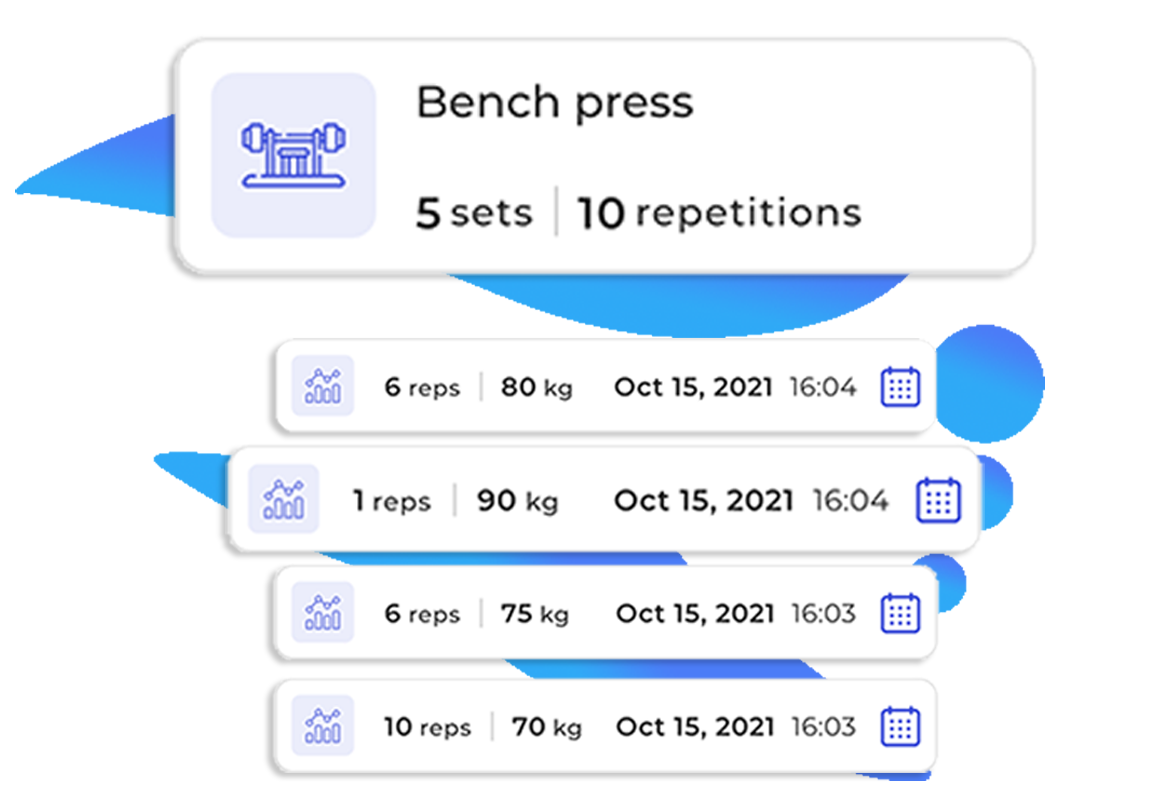 Bench press
5 sets | 10 repetitions
6 reps | 80 kg Oct 15, 2021 16:04
1 reps | 90 kg Oct 15, 2021 16:04
6 reps | 75 kg Oct 15, 2021 16:03
10 reps | 70 kg Oct 15, 2021 16:03